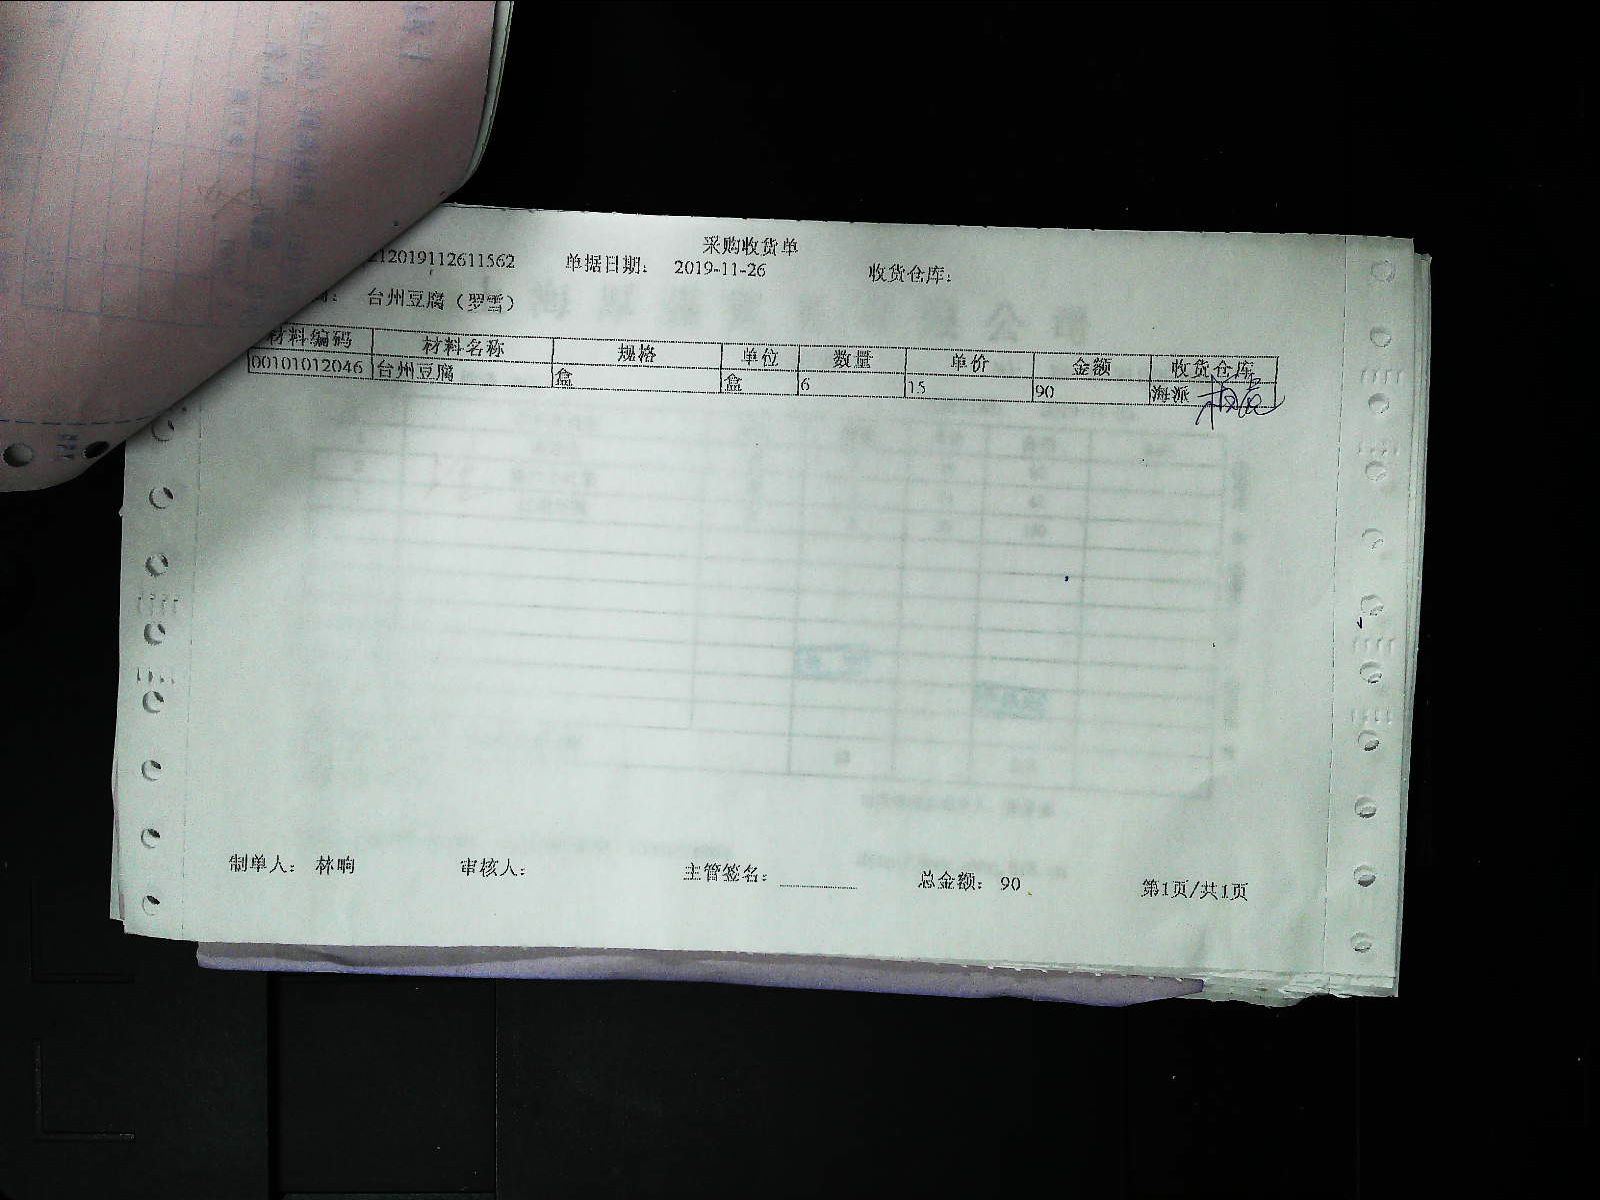 采购收货单
212019112611562 单据日期： 2019-11-26 收货仓库：
台州豆腐（罗雪）
材料编码 材料名称 规格 单位 数量 单价 金额 收货仓库
00101012046 台州豆腐 盒 盒 6 15 90 海派
制单人： 林响 审核人： 主管签名： 总金额： 90 第1页/共1页